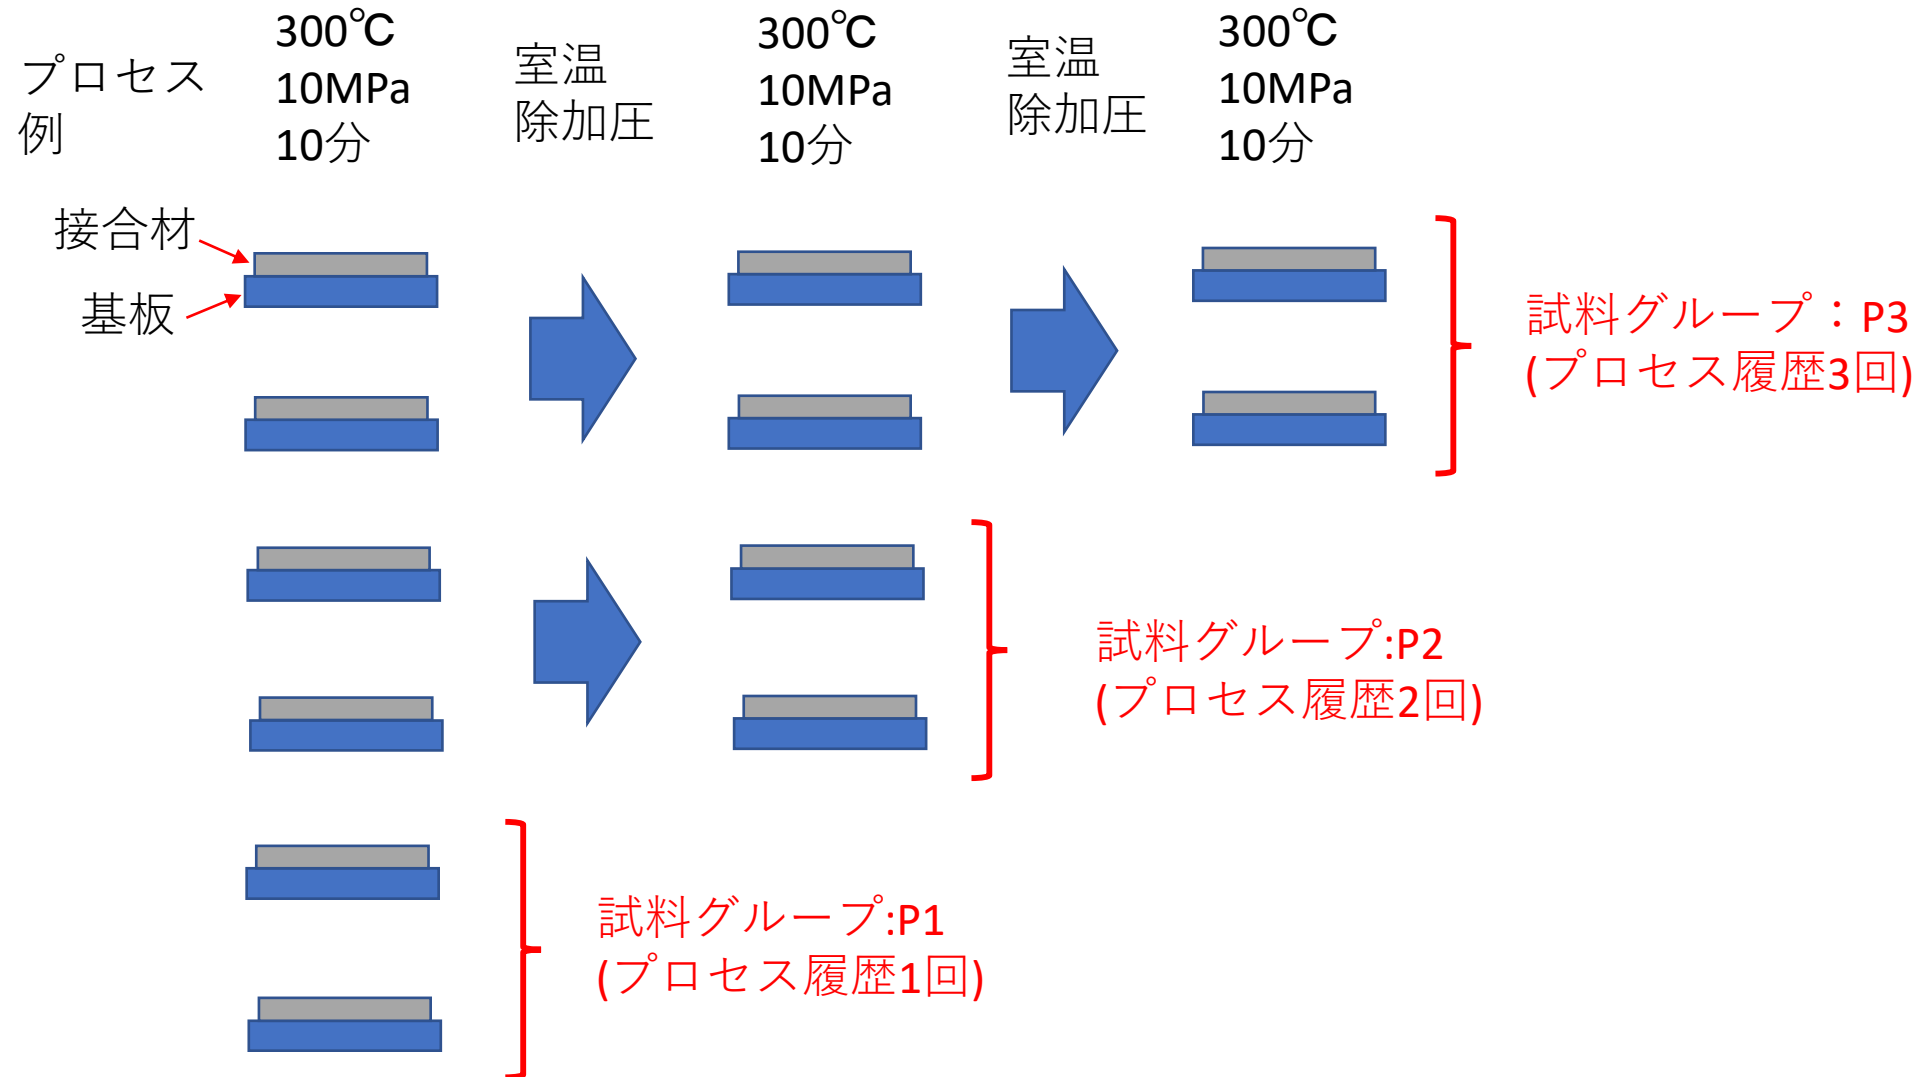 プロセス
例
300℃
10MPa
10分
室温
除加圧
300℃
10MPa
10分
室温
除加圧
300℃
10MPa
10分
接合材
基板
試料グループ：P3
(プロセス履歴3回)
試料グループ:P2
(プロセス履歴2回)
試料グループ:P1
(プロセス履歴1回)